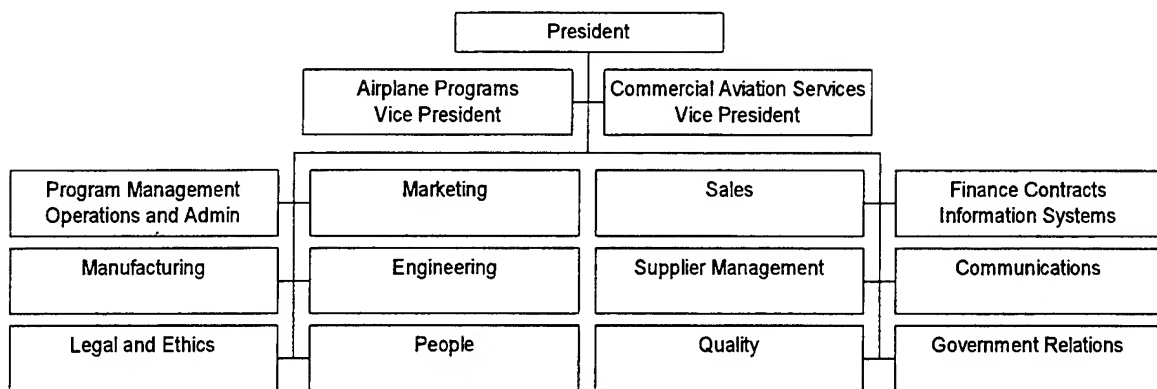 President
Airplane Programs
Vice President
Commercial Aviation Services
Vice President
Program Management
Operations and Admin
Marketing
Sales
Finance Contracts
Information Systems
Manufacturing
Engineering
Supplier Management
Communications
Legal and Ethics
People
Quality
Government Relations